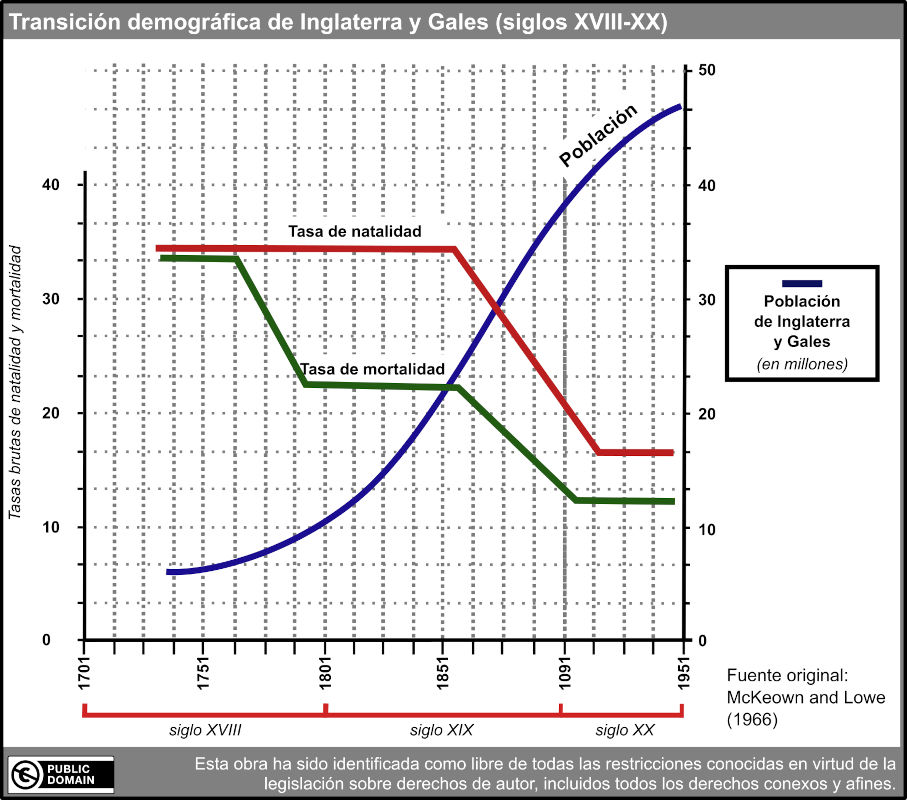 Transición demográfica de Inglaterra y Gales (siglos XVIII-XX)
50
Población
40
40
Tasa de natalidad
Tasas brutas de natalidad y mortalidad
30
30
Población
de Inglaterra
y Gales
(en millones)
Tasa de mortalidad
20
20
10
10
0
0
1701
1751
1801
1851
1091
1951
siglo XVIII
siglo XIX
siglo XX
Fuente original:
McKeown and Lowe
(1966)
PUBLIC
DOMAIN
Esta obra ha sido identificada como libre de todas las restricciones conocidas en virtud de la
legislación sobre derechos de autor, incluidos todos los derechos conexos y afines.